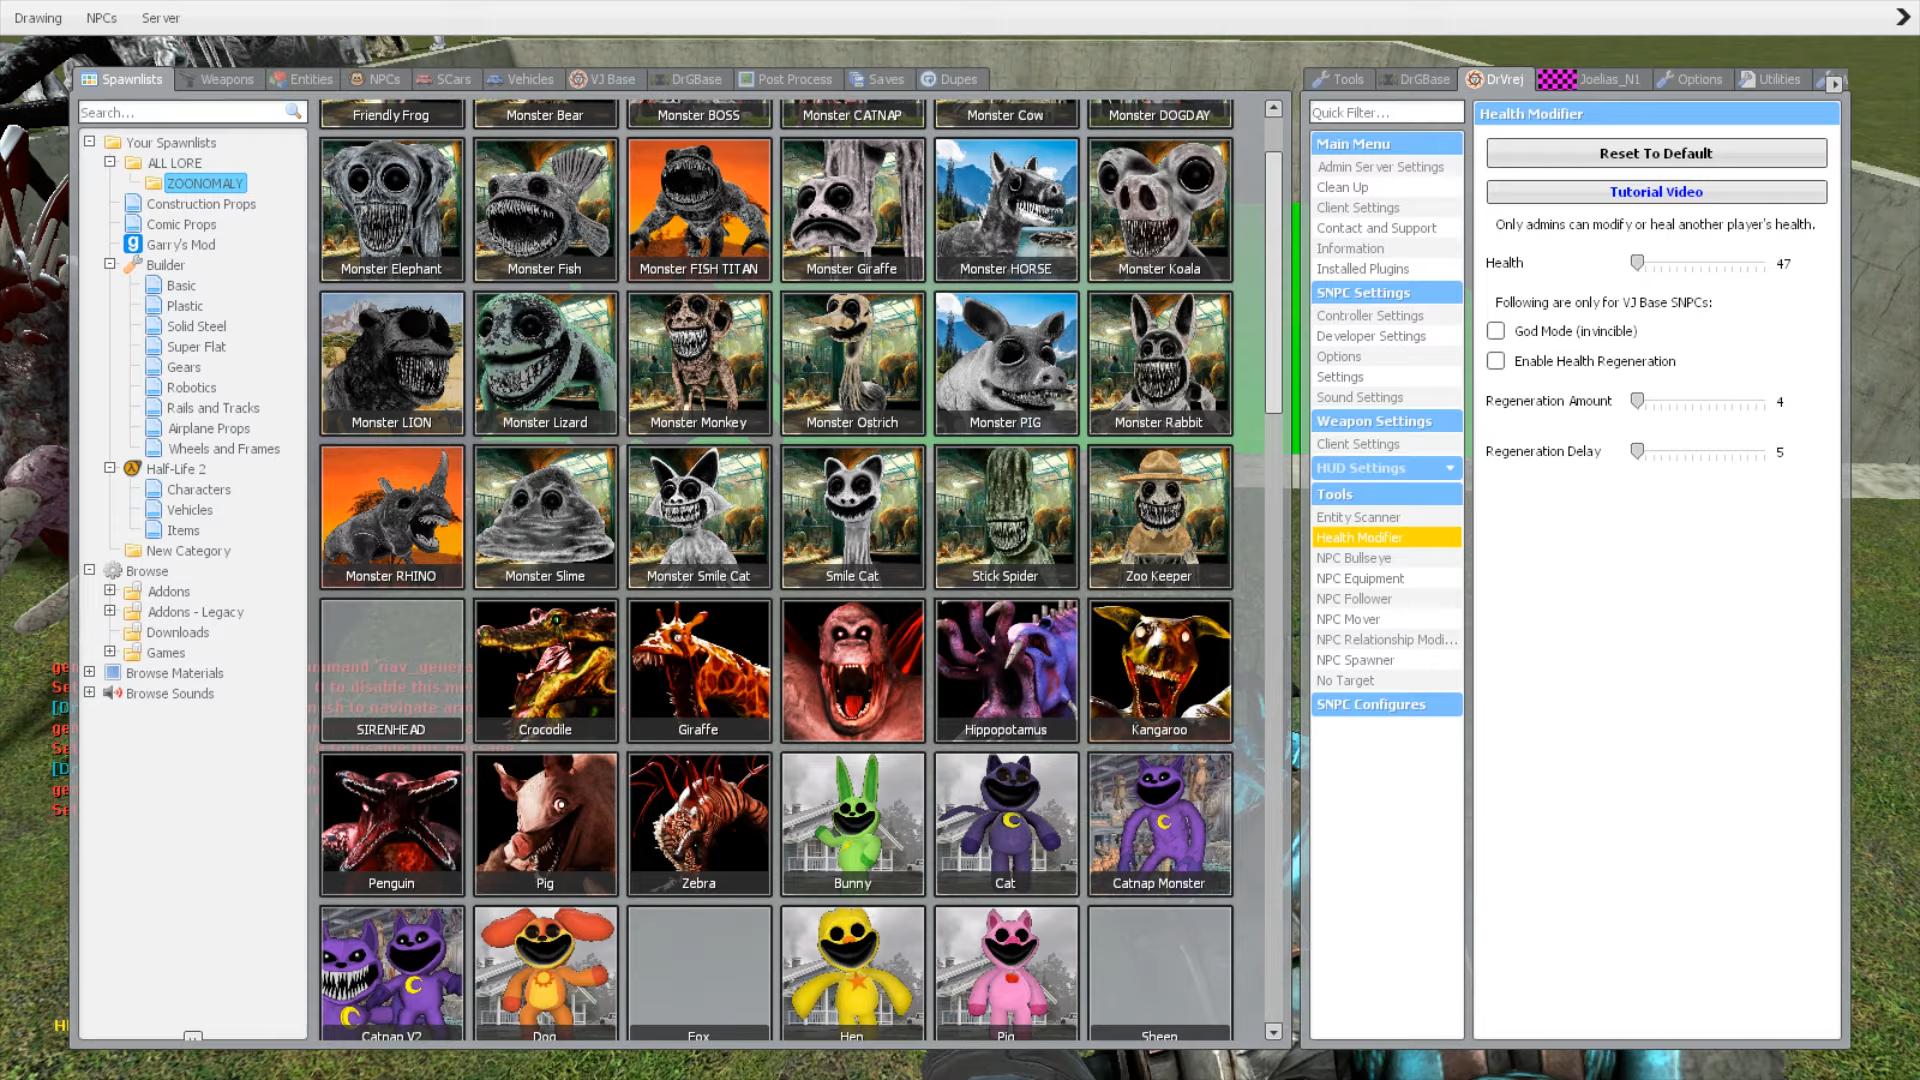 Drawing NPCs Server
Spawnlists Weapons Entities NPCs SCars Vehicles VJ Base DrGBase Post Process Saves Dupes
Search...
Your Spawnlists
ALL LORE
ZOONOMALY
Construction Props
Comic Props
Garry's Mod
Builder
Basic
Plastic
Solid Steel
Super Flat
Gears
Robotics
Rails and Tracks
Airplane Props
Wheels and Frames
Half-Life 2
Characters
Vehicles
Items
New Category
Browse
Addons
Addons - Legacy
Downloads
Games
Browse Materials
Browse Sounds
Friendly Frog Monster Bear Monster BOSS Monster CATNAP Monster Cow Monster DOGDAY
Monster Elephant Monster Fish Monster FISH TITAN Monster Giraffe Monster HORSE Monster Koala
Monster LION Monster Lizard Monster Monkey Monster Ostrich Monster PIG Monster Rabbit
Monster RHINO Monster Slime Monster Smile Cat Smile Cat Stick Spider Zoo Keeper
SIRENHEAD Crocodile Giraffe Hippopotamus Kangaroo
Penguin Pig Zebra Bunny Cat Catnap Monster
Catnap V2 Dog Fox Hen Pig Sheep
Tools DrGBase DrVrej Joelias_N1 Options Utilities
Quick Filter...
Main Menu
Admin Server Settings
Clean Up
Client Settings
Contact and Support
Information
Installed Plugins
SNPC Settings
Controller Settings
Developer Settings
Options
Settings
Sound Settings
Weapon Settings
Client Settings
HUD Settings
Tools
Entity Scanner
Health Modifier
NPC Bullseye
NPC Equipment
NPC Follower
NPC Mover
NPC Relationship Modi...
NPC Spawner
No Target
SNPC Configures
Health Modifier
Reset To Default
Tutorial Video
Only admins can modify or heal another player's health.
Health 47
Following are only for VJ Base SNPCs:
God Mode (invincible)
Enable Health Regeneration
Regeneration Amount 4
Regeneration Delay 5